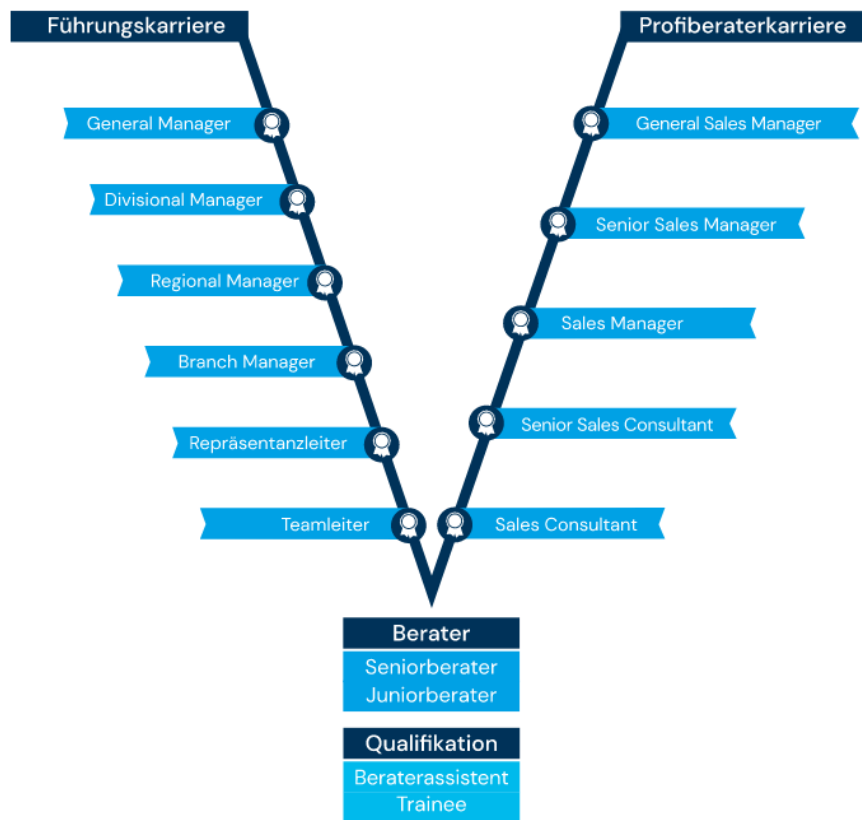 Führungskarriere
General Manager
Divisional Manager
Regional Manager
Branch Manager
Repräsentanzleiter
Teamleiter
Profiberaterkarriere
General Sales Manager
Senior Sales Manager
Sales Manager
Senior Sales Consultant
Sales Consultant
Berater
Seniorberater
Juniorberater
Qualifikation
Beraterassistent
Trainee